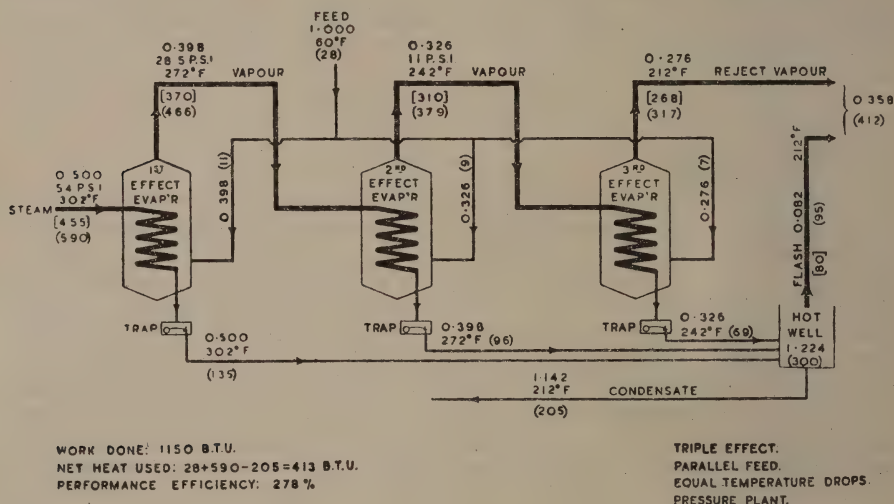 FEED
1·000
60°F
(28)
0·398
28 5 P.S.I
272°F
VAPOUR
[370]
(466)
0·326
11 P.S.I
242°F
VAPOUR
[310]
(379)
0·276
212°F
REJECT VAPOUR
[268]
(317)
0·358
(412)
0·500
54 P.S.I
302°F
STEAM
[455]
(590)
1ST
EFFECT
EVAP'R
0·398 (11)
2ND
EFFECT
EVAP'R
0·326 (9)
3RD
EFFECT
EVAP'R
0·276 (7)
FLASH 0·082 212°F
[80] (95)
TRAP
0·500
302°F
(135)
TRAP
0·398
272°F (96)
TRAP
0·326
242°F (69)
HOT
WELL
1·224
(300)
1·142
212°F
CONDENSATE
(205)
WORK DONE: 1150 B.T.U.
NET HEAT USED: 28+590-205=413 B.T.U.
PERFORMANCE EFFICIENCY: 278%
TRIPLE EFFECT.
PARALLEL FEED.
EQUAL TEMPERATURE DROPS.
PRESSURE PLANT.